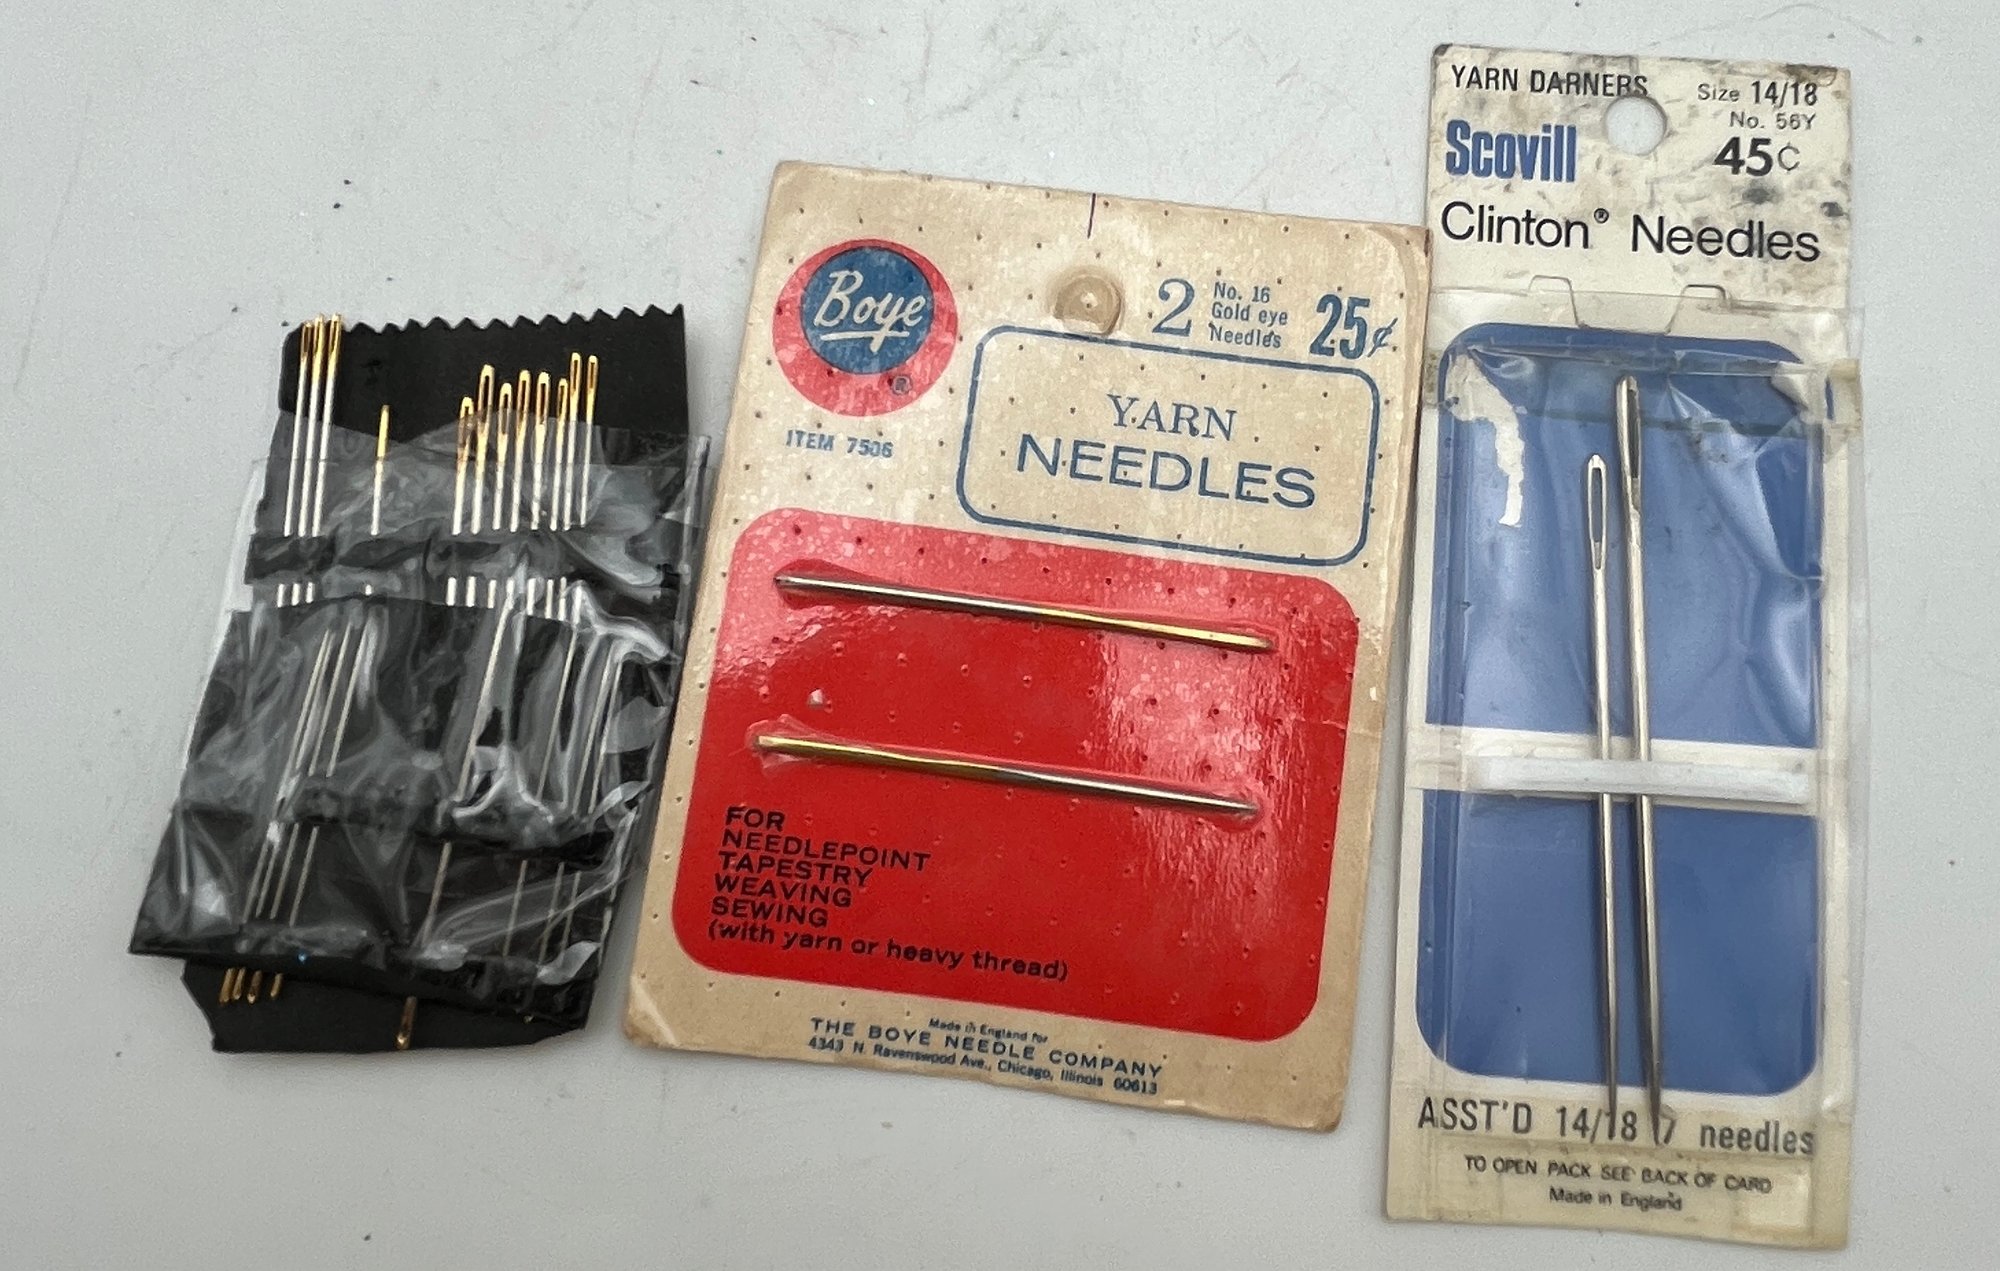 Boye
®
ITEM 7506
2
No. 16
Gold eye
Needles
25¢
YARN
NEEDLES
FOR
NEEDLEPOINT
TAPESTRY
WEAVING
SEWING
(with yarn or heavy thread)
Made in England for
THE BOYE NEEDLE COMPANY
4343 N. Ravenswood Ave., Chicago, Illinois 60613
YARN DARNERS
Size 14/18
No. 56Y
Scovill
45¢
Clinton® Needles
ASST'D 14/18 7 needles
TO OPEN PACK SEE BACK OF CARD
Made in England